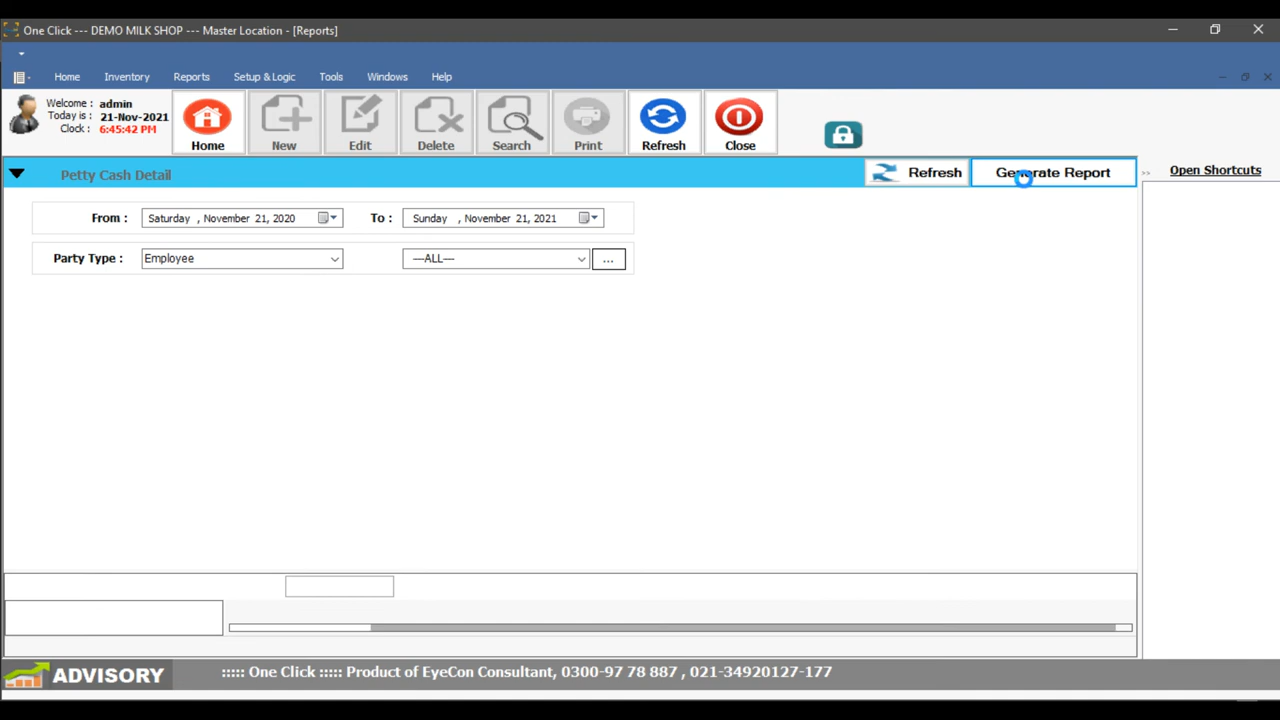 One Click --- DEMO MILK SHOP --- Master Location - [Reports]
Home Inventory Reports Setup & Logic Tools Windows Help
Welcome : admin
Today is : 21-Nov-2021
Clock : 6:45:42 PM
Home New Edit Delete Search Print Refresh Close
Petty Cash Detail Refresh Generate Report >> Open Shortcuts
From : Saturday , November 21, 2020 To : Sunday , November 21, 2021
Party Type : Employee ---ALL--- ...
ADVISORY ::::: One Click ::::: Product of EyeCon Consultant, 0300-97 78 887 , 021-34920127-177